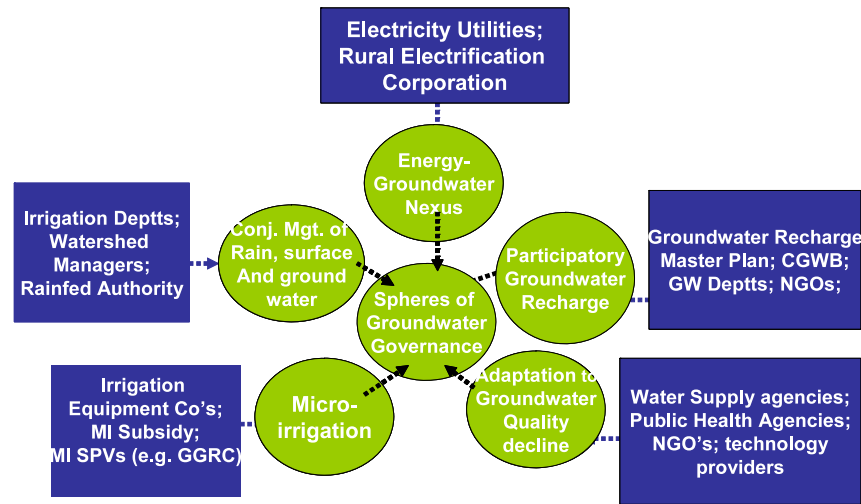 Electricity Utilities;
Rural Electrification
Corporation
Energy-
Groundwater
Nexus
Irrigation Deptts;
Watershed
Managers;
Rainfed Authority
Conj. Mgt. of
Rain, surface
And ground
water
Participatory
Groundwater
Recharge
Groundwater Recharge
Master Plan; CGWB;
GW Deptts; NGOs;
Spheres of
Groundwater
Governance
Irrigation
Equipment Co's;
MI Subsidy;
MI SPVs (e.g. GGRC)
Micro-
irrigation
Adaptation to
Groundwater
Quality
decline
Water Supply agencies;
Public Health Agencies;
NGO's; technology
providers